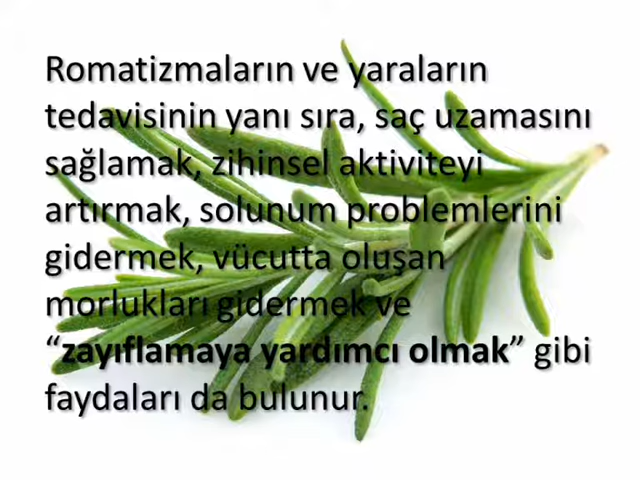 Romatizmaların ve yaraların
tedavisinin yanı sıra, saç uzamasını
sağlamak, zihinsel aktiviteyi
artırmak, solunum problemlerini
gidermek, vücutta oluşan
morlukları gidermek ve
“zayıflamaya yardımcı olmak” gibi
faydaları da bulunur.